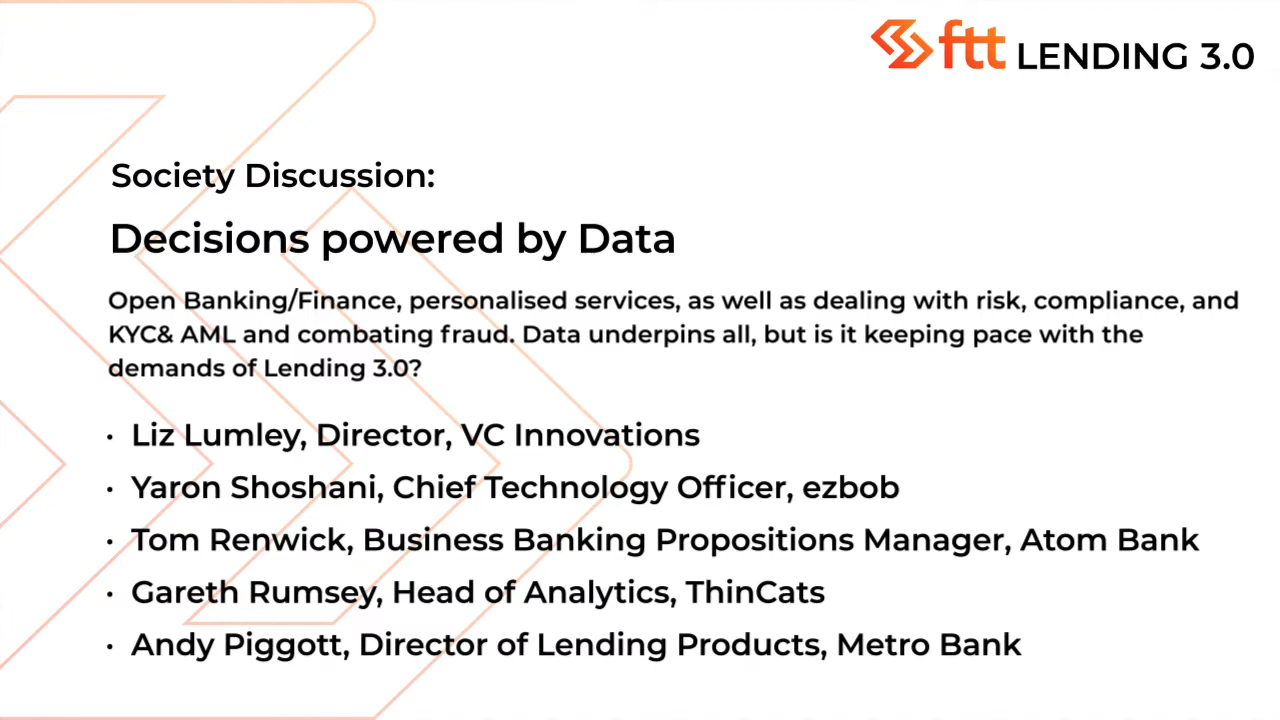 ftt LENDING 3.0
Society Discussion:
Decisions powered by Data
Open Banking/Finance, personalised services, as well as dealing with risk, compliance, and
KYC& AML and combating fraud. Data underpins all, but is it keeping pace with the
demands of Lending 3.0?
· Liz Lumley, Director, VC Innovations
· Yaron Shoshani, Chief Technology Officer, ezbob
· Tom Renwick, Business Banking Propositions Manager, Atom Bank
· Gareth Rumsey, Head of Analytics, ThinCats
· Andy Piggott, Director of Lending Products, Metro Bank